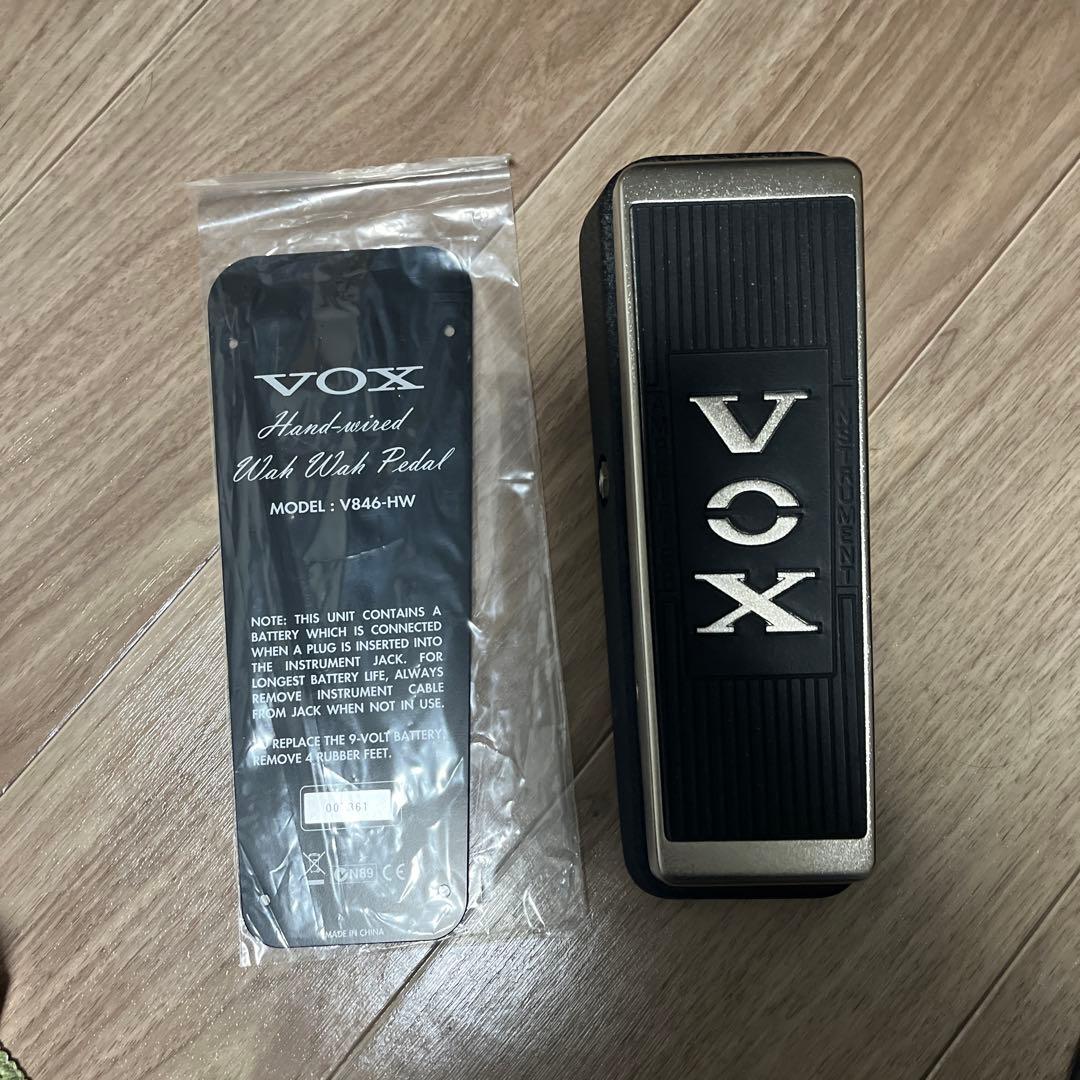 VOX
Hand-wired
Wah Wah Pedal
MODEL : V846-HW
NOTE: THIS UNIT CONTAINS A
BATTERY WHICH IS CONNECTED
WHEN A PLUG IS INSERTED INTO
THE INSTRUMENT JACK. FOR
LONGEST BATTERY LIFE, ALWAYS
REMOVE INSTRUMENT CABLE
FROM JACK WHEN NOT IN USE.
REPLACE THE 9-VOLT BATTERY,
REMOVE 4 RUBBER FEET.
N89 CE
MADE IN CHINA
VOX
INSTRUMENT